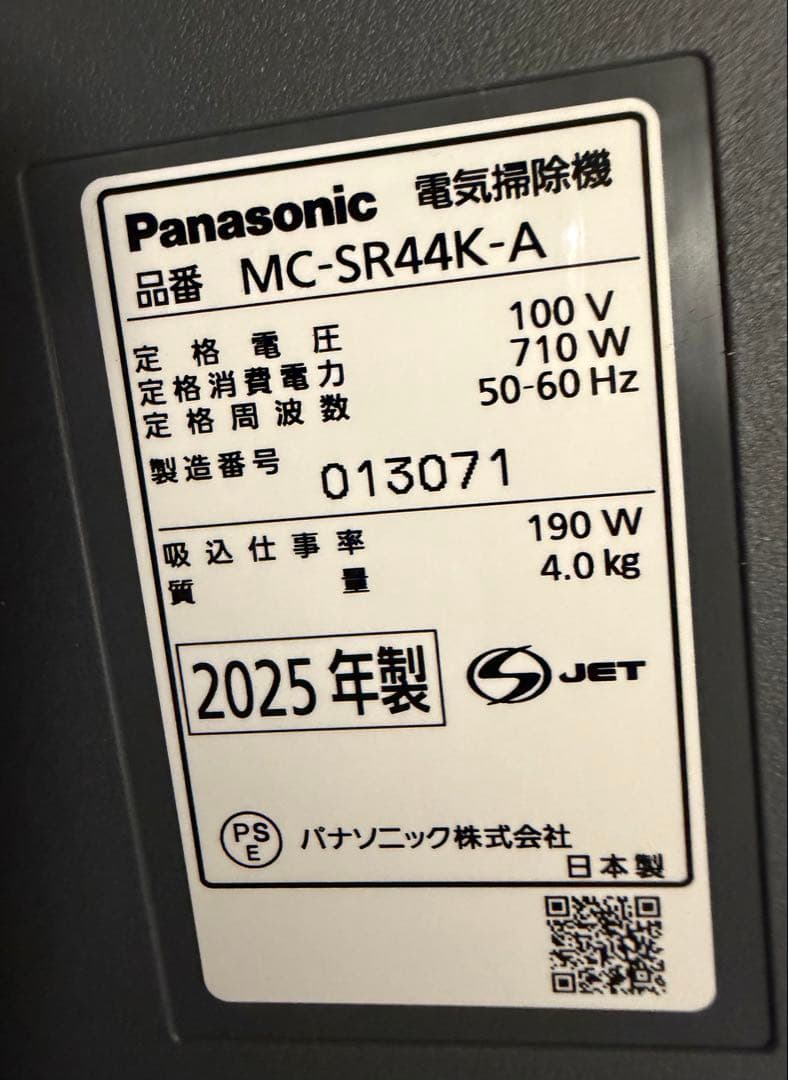 Panasonic 電気掃除機
品番 MC-SR44K-A
定格電圧 100 V
定格消費電力 710 W
定格周波数 50-60 Hz
製造番号 013071
吸込仕事率 190 W
質量 4.0 kg
2025年製 JET
PS E パナソニック株式会社
日本製